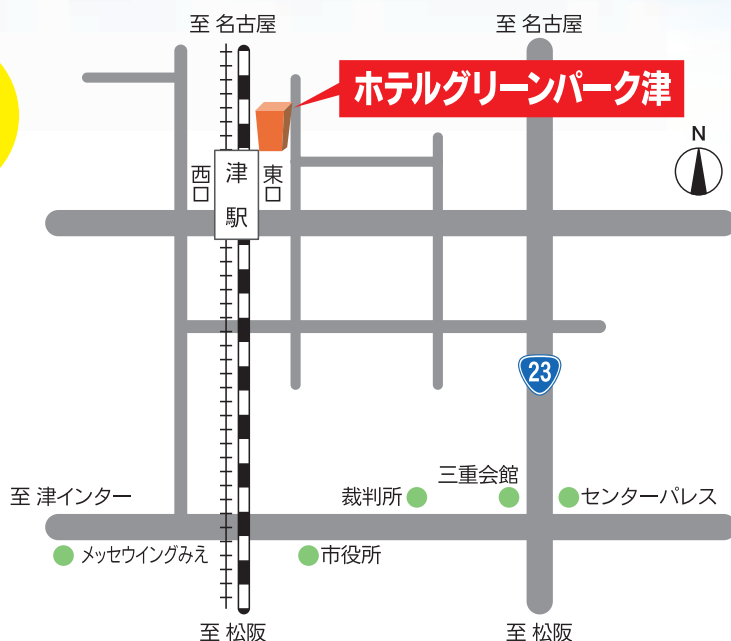 至 名古屋
至 名古屋
ホテルグリーンパーク津
N
西口
津駅
東口
23
三重会館
至 津インター
裁判所
センターパレス
メッセウイングみえ
市役所
至 松阪
至 松阪